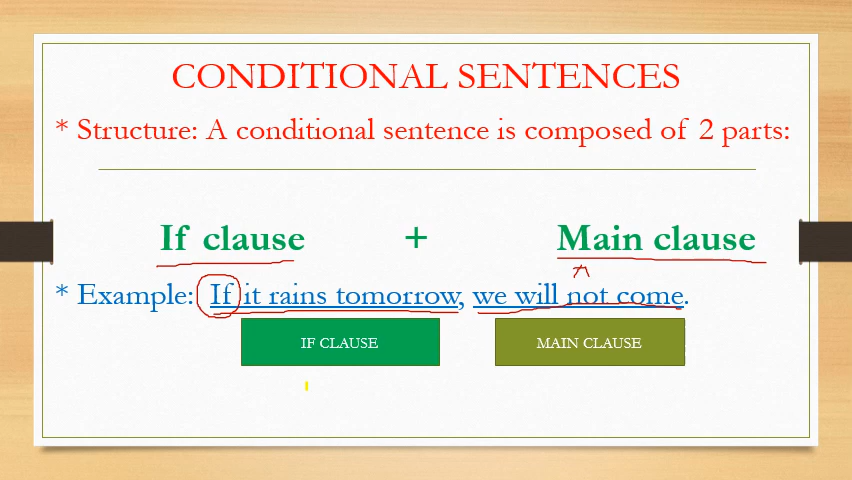 CONDITIONAL SENTENCES
* Structure: A conditional sentence is composed of 2 parts:
If clause + Main clause
* Example: If it rains tomorrow, we will not come.
IF CLAUSE MAIN CLAUSE